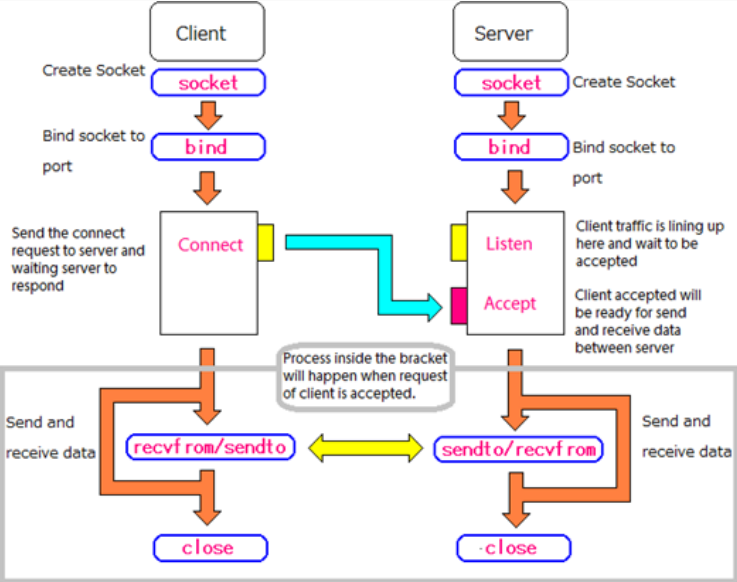 Client
Server
Create Socket
socket
socket
Create Socket
Bind socket to
port
bind
bind
Bind socket to
port
Send the connect
request to server and
waiting server to
respond
Connect
Listen
Accept
Client traffic is lining up
here and wait to be
accepted
Client accepted will
be ready for send
and receive data
between server
Process inside the bracket
will happen when request
of client is accepted.
Send and
receive data
recvfrom/sendto
sendto/recvfrom
Send and
receive data
close
close